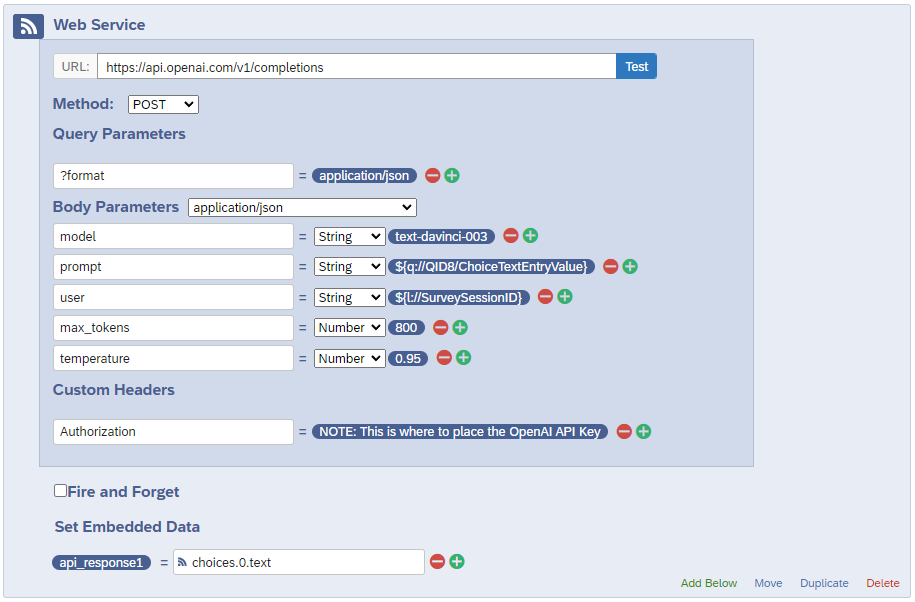 Web Service
URL: https://api.openai.com/v1/completions Test
Method: POST
Query Parameters
?format = application/json
Body Parameters application/json
model = String text-davinci-003
prompt = String ${q://QID8/ChoiceTextEntryValue}
user = String ${l://SurveySessionID}
max_tokens = Number 800
temperature = Number 0.95
Custom Headers
Authorization = NOTE: This is where to place the OpenAI API Key
Fire and Forget
Set Embedded Data
api_response1 = choices.0.text
Add Below Move Duplicate Delete